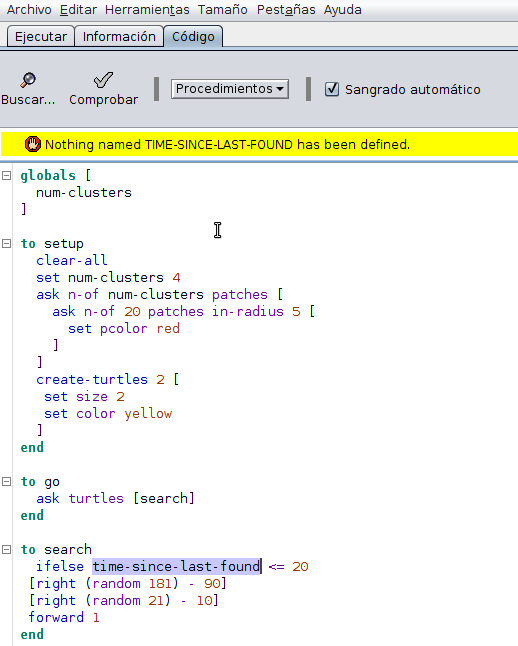 Archivo Editar Herramientas Tamaño Pestañas Ayuda
Ejecutar Información Código
Buscar... Comprobar Procedimientos Sangrado automático
Nothing named TIME-SINCE-LAST-FOUND has been defined.
globals [
  num-clusters
]
to setup
  clear-all
  set num-clusters 4
  ask n-of num-clusters patches [
    ask n-of 20 patches in-radius 5 [
      set pcolor red
    ]
  ]
  create-turtles 2 [
   set size 2
   set color yellow
  ]
end
to go
  ask turtles [search]
end
to search
  ifelse time-since-last-found <= 20
 [right (random 181) - 90]
 [right (random 21) - 10]
  forward 1
end